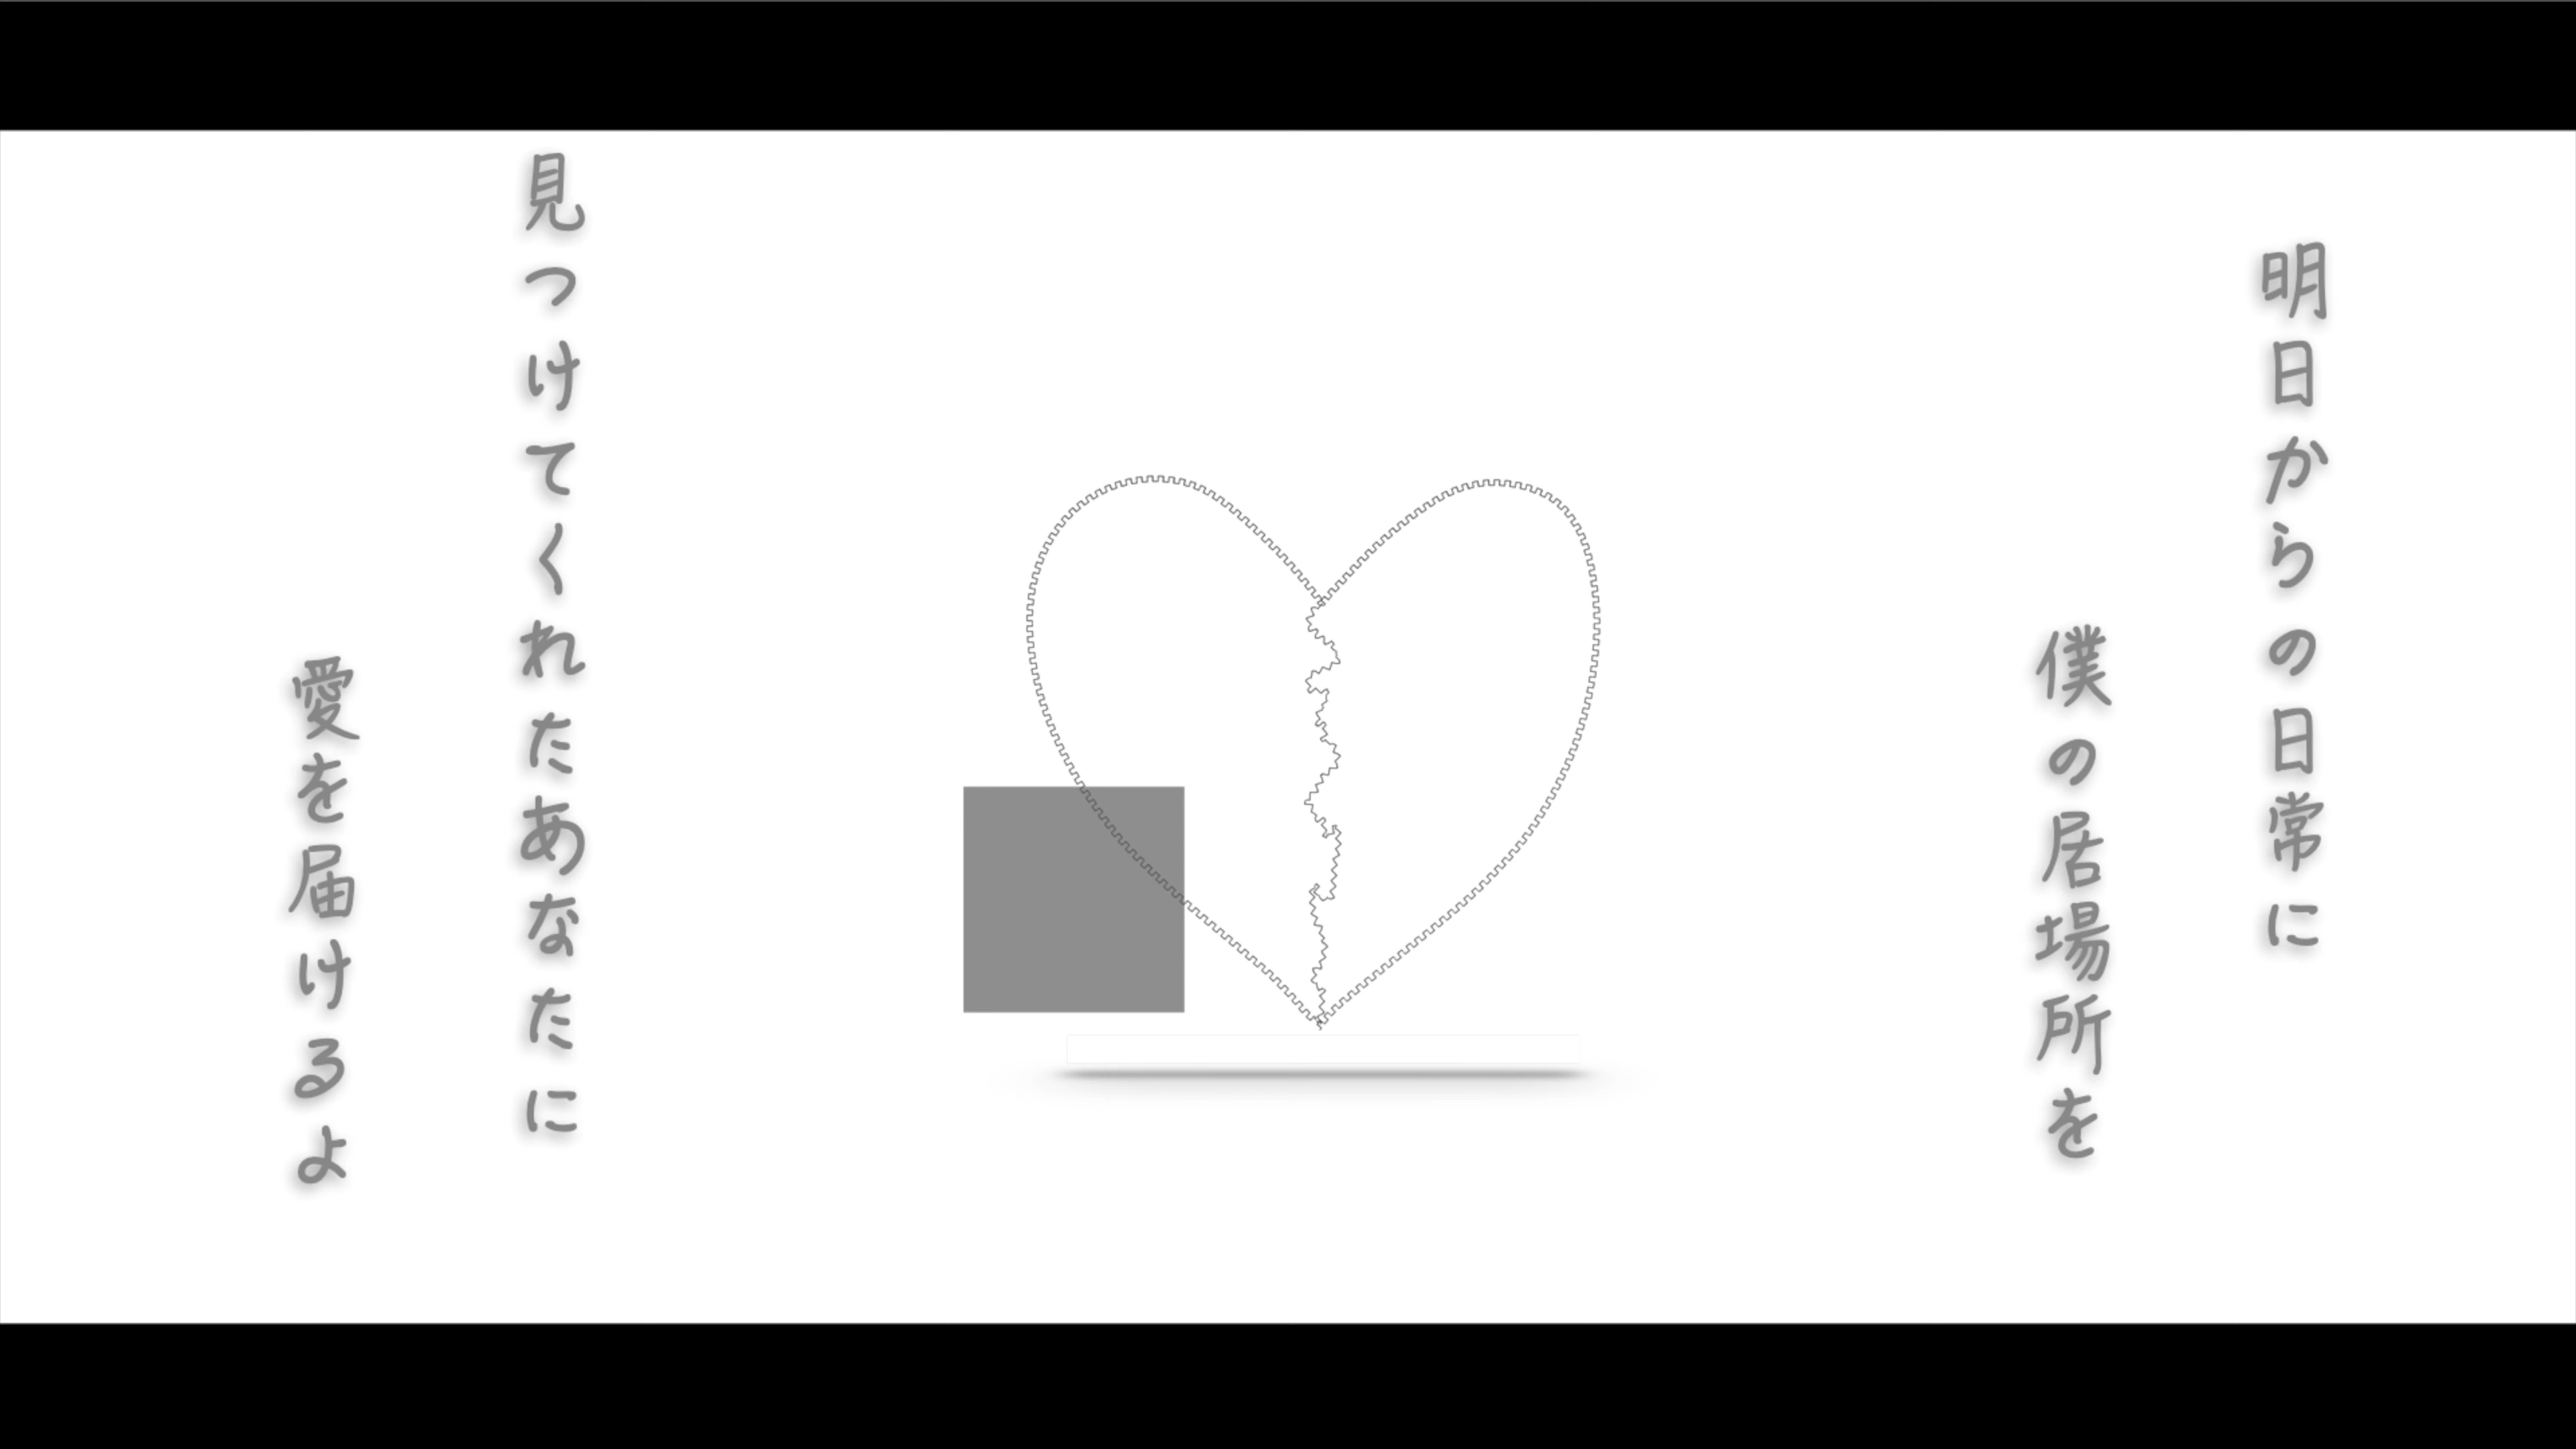 明日からの日常に
僕の居場所を
見つけてくれたあなたに
愛を届けるよ